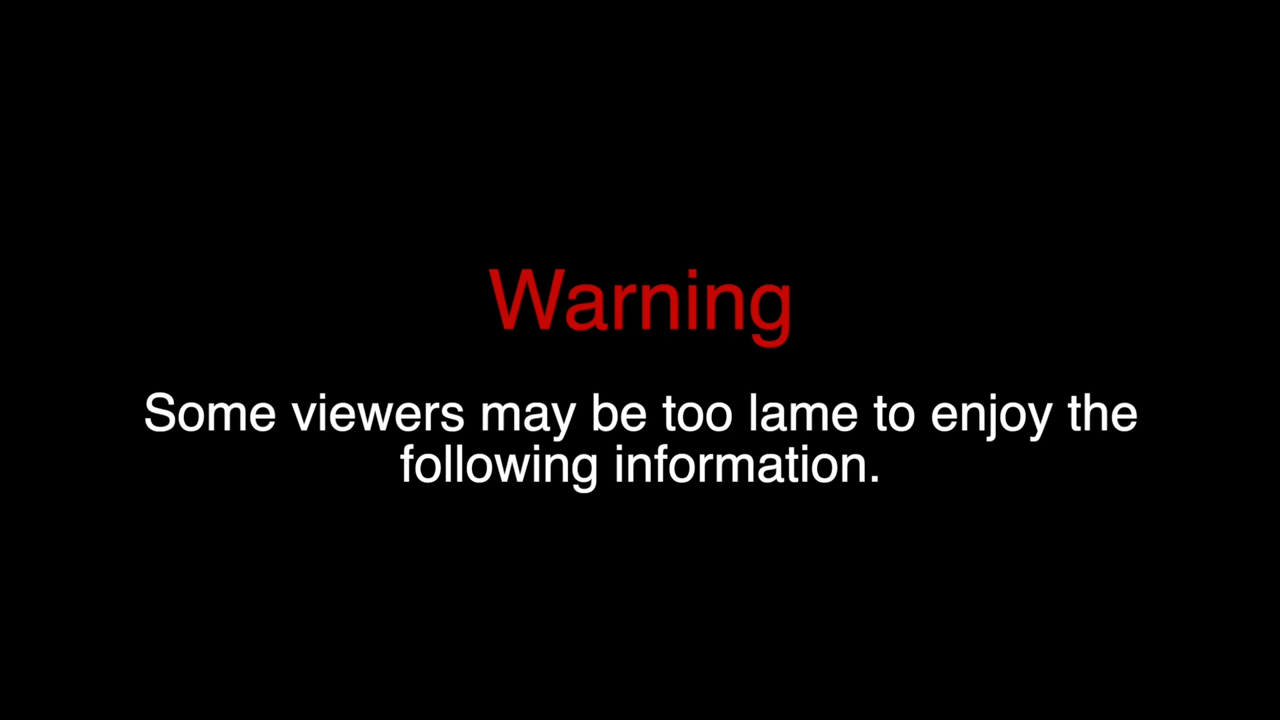 Warning
Some viewers may be too lame to enjoy the
following information.